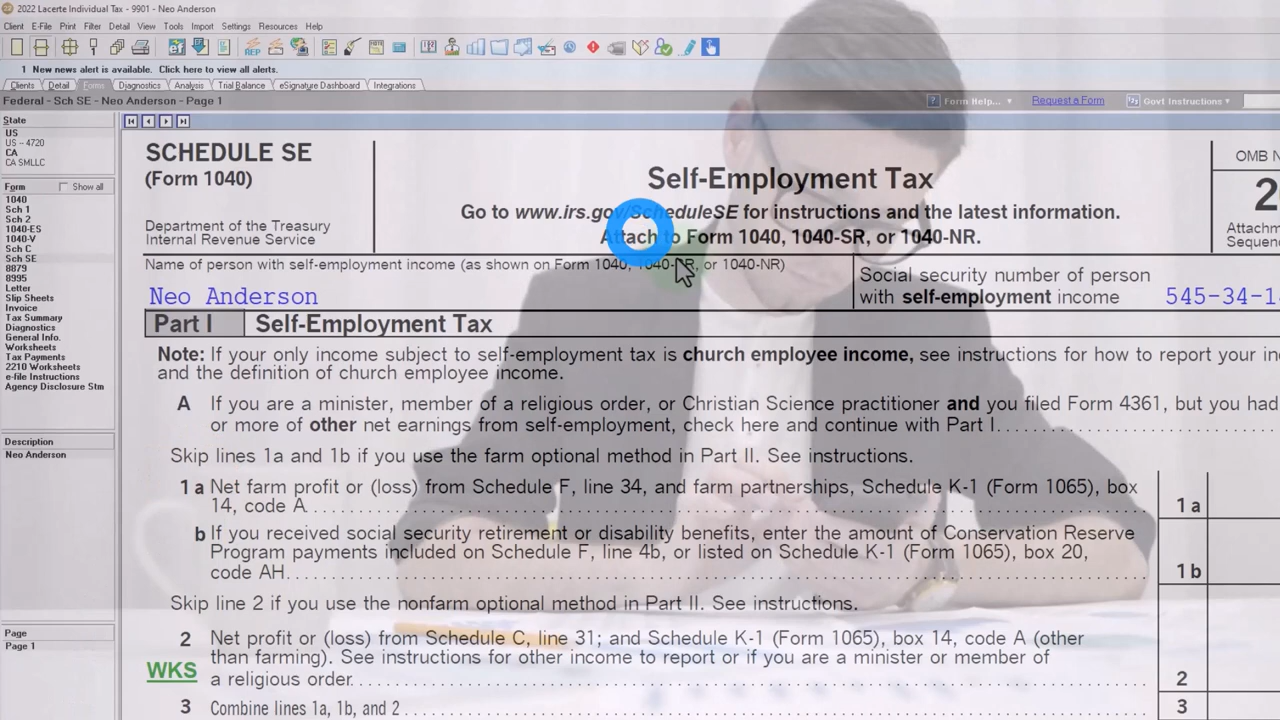 2022 Lacerte Individual Tax - 9901 - Neo Anderson
Client E-File Print Filter Detail View Tools Import Settings Resources Help
1 New news alert is available. Click here to view all alerts.
Clients Detail Forms Diagnostics Analysis Trial Balance eSignature Dashboard Integrations
Federal - Sch SE - Neo Anderson - Page 1 Form Help... Request a Form Govt Instructions
State
US
US -- 4720
CA
CA SMLLC
Form Show all
1040
Sch 1
Sch 2
1040-ES
1040-V
Sch C
Sch SE
8879
8995
Letter
Slip Sheets
Invoice
Tax Summary
Diagnostics
General Info.
Worksheets
Tax Payments
2210 Worksheets
e-file Instructions
Agency Disclosure Stm
Description
Neo Anderson
Page
Page 1
SCHEDULE SE
(Form 1040)
Department of the Treasury
Internal Revenue Service
Self-Employment Tax
Go to www.irs.gov/ScheduleSE for instructions and the latest information.
Attach to Form 1040, 1040-SR, or 1040-NR.
OMB N
2
Attachm
Sequenc
Name of person with self-employment income (as shown on Form 1040, 1040-SR, or 1040-NR)
Neo Anderson
Social security number of person
with self-employment income 545-34-1
Part I Self-Employment Tax
Note: If your only income subject to self-employment tax is church employee income, see instructions for how to report your in
and the definition of church employee income.
A If you are a minister, member of a religious order, or Christian Science practitioner and you filed Form 4361, but you had
or more of other net earnings from self-employment, check here and continue with Part I
Skip lines 1a and 1b if you use the farm optional method in Part II. See instructions.
1 a Net farm profit or (loss) from Schedule F, line 34, and farm partnerships, Schedule K-1 (Form 1065), box
14, code A 1 a
b If you received social security retirement or disability benefits, enter the amount of Conservation Reserve
Program payments included on Schedule F, line 4b, or listed on Schedule K-1 (Form 1065), box 20,
code AH 1 b
Skip line 2 if you use the nonfarm optional method in Part II. See instructions.
2 Net profit or (loss) from Schedule C, line 31; and Schedule K-1 (Form 1065), box 14, code A (other
than farming). See instructions for other income to report or if you are a minister or member of
WKS a religious order 2
3 Combine lines 1a, 1b, and 2 3